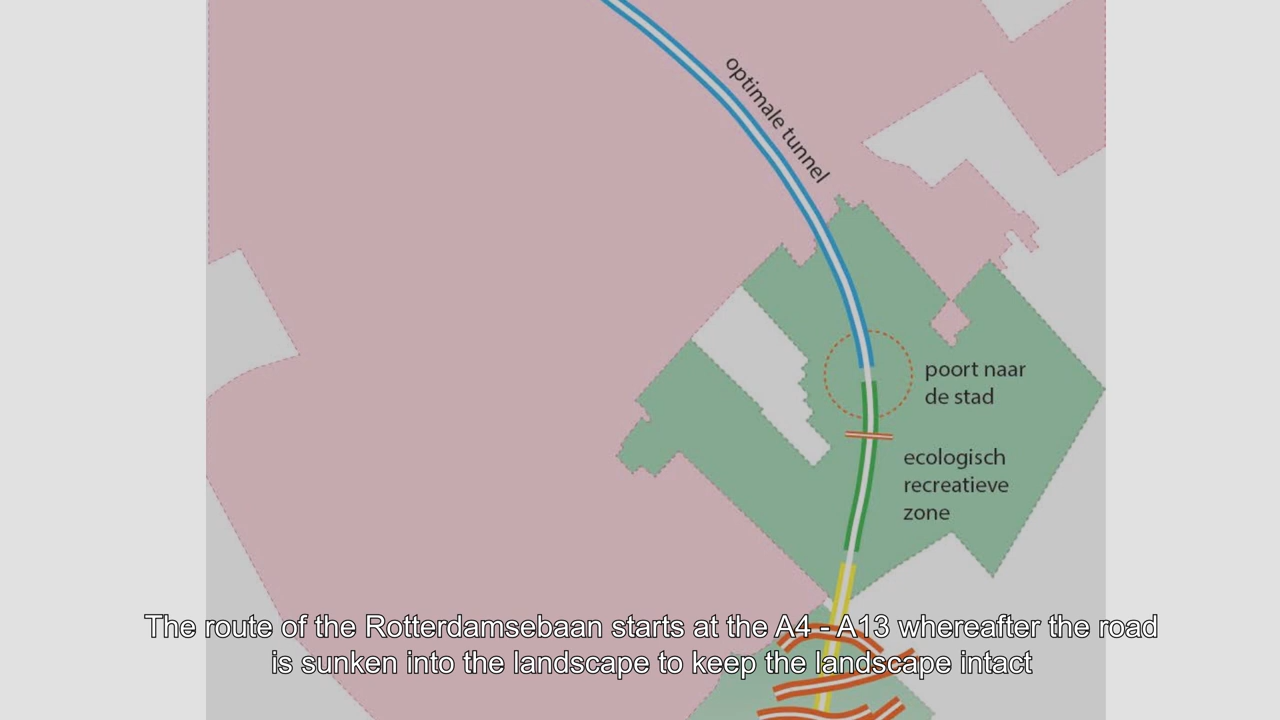 optimale tunnel
poort naar
de stad
ecologisch
recreatieve
zone
The route of the Rotterdamsebaan starts at the A4 - A13 whereafter the road
is sunken into the landscape to keep the landscape intact